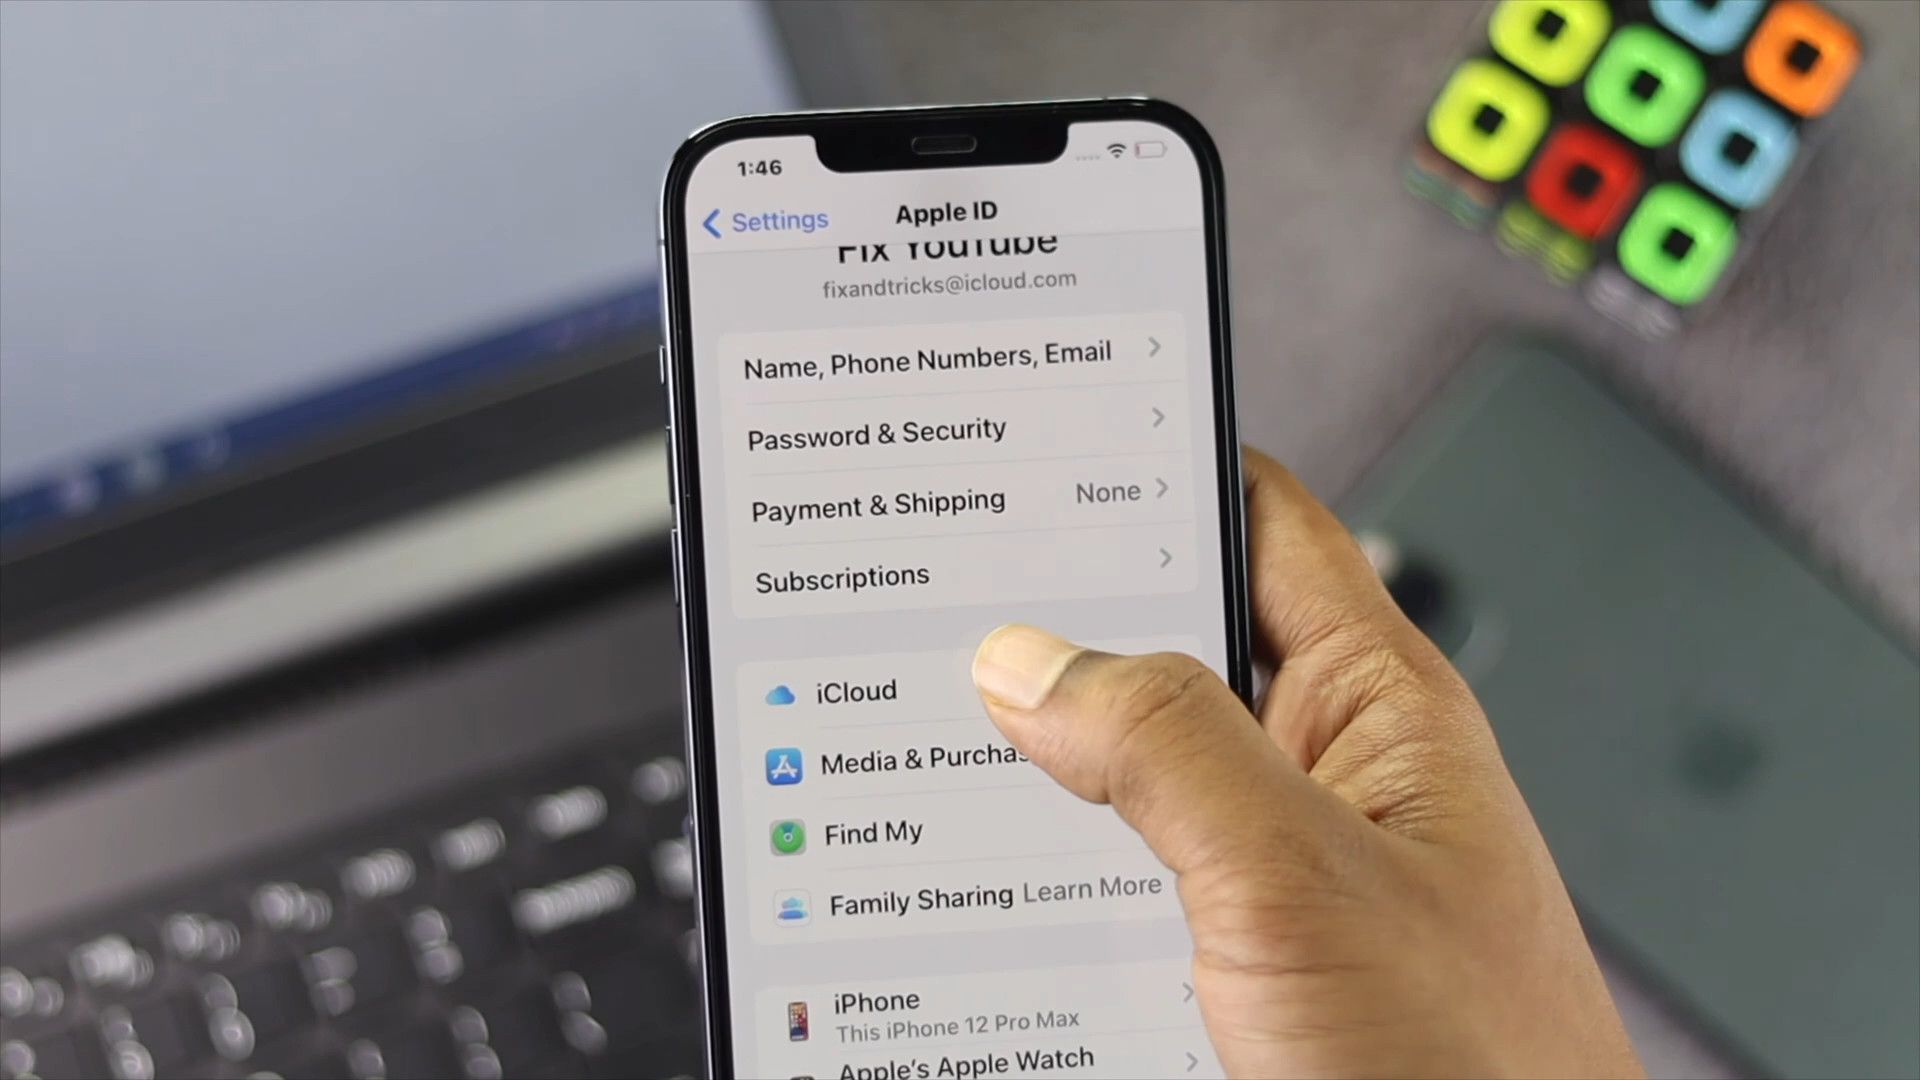 1:46
Settings
Apple ID
Fix YouTube
fixandtricks@icloud.com
Name, Phone Numbers, Email
Password & Security
Payment & Shipping None
Subscriptions
iCloud
Media & Purchas
Find My
Family Sharing Learn More
iPhone
This iPhone 12 Pro Max
Apple's Apple Watch